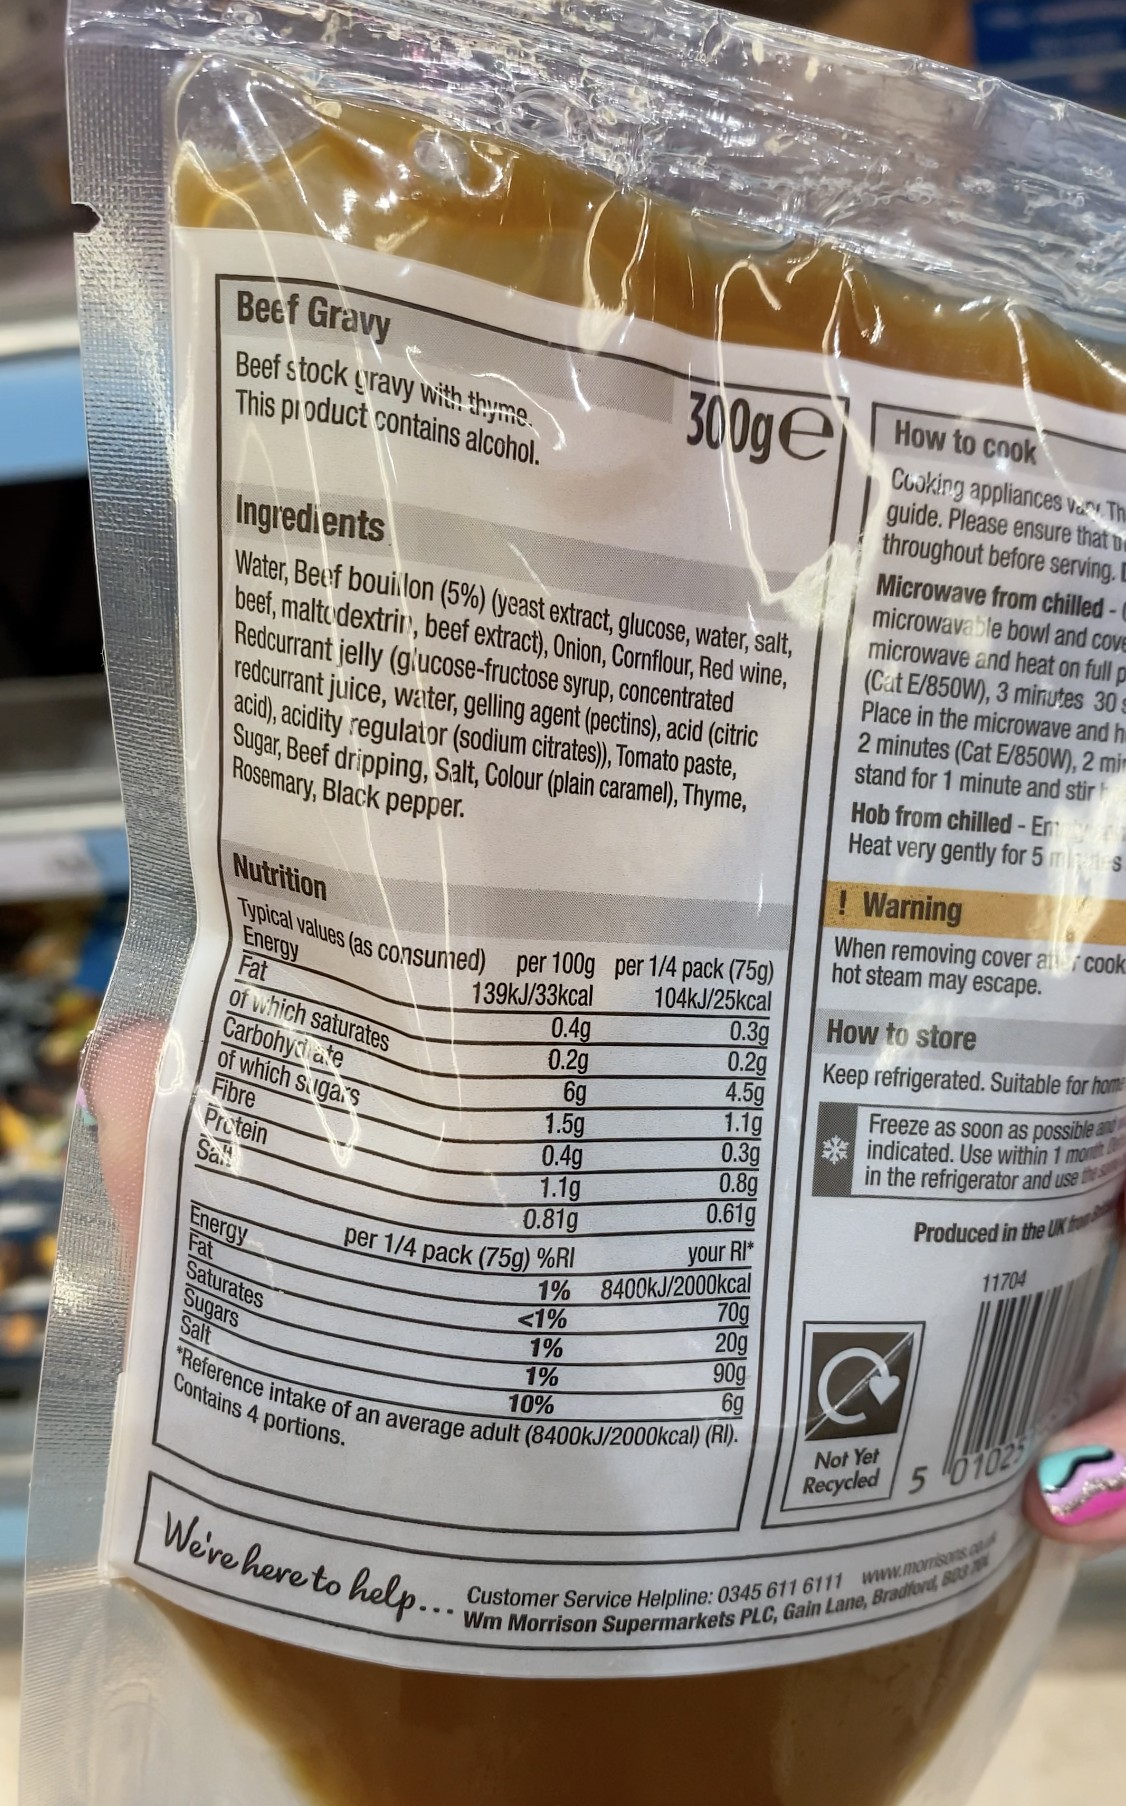 Beef Gravy
Beef stock gravy with thyme.
This product contains alcohol.
300g e
Ingredients
Water, Beef bouillon (5%) (yeast extract, glucose, water, salt,
beef, maltodextrin, beef extract), Onion, Cornflour, Red wine,
Redcurrant jelly (glucose-fructose syrup, concentrated
redcurrant juice, water, gelling agent (pectins), acid (citric
acid), acidity regulator (sodium citrates)), Tomato paste,
Sugar, Beef dripping, Salt, Colour (plain caramel), Thyme,
Rosemary, Black pepper.
Nutrition
Typical values (as consumed) per 100g per 1/4 pack (75g)
Energy 139kJ/33kcal 104kJ/25kcal
Fat 0.4g 0.3g
of which saturates 0.2g 0.2g
Carbohydrate 6g 4.5g
of which sugars 1.5g 1.1g
Fibre 0.4g 0.3g
Protein 1.1g 0.8g
Salt 0.81g 0.61g
per 1/4 pack (75g) %RI your RI*
Energy 1% 8400kJ/2000kcal
Fat <1% 70g
Saturates 1% 20g
Sugars 1% 90g
Salt 10% 6g
*Reference intake of an average adult (8400kJ/2000kcal) (RI).
Contains 4 portions.
How to cook
Cooking appliances vary.
guide. Please ensure that
throughout before serving.
Microwave from chilled -
microwavable bowl and
microwave and heat on full
(Cat E/850W), 3 minutes 30
Place in the microwave and
2 minutes (Cat E/850W), 2
stand for 1 minute and stir
Hob from chilled -
Heat very gently for 5 minutes
! Warning
When removing cover after
hot steam may escape.
How to store
Keep refrigerated. Suitable for home
Freeze as soon as possible and
indicated. Use within 1 month.
in the refrigerator and use the
Produced in the UK from
11704
Not Yet
Recycled
5 01025
We're here to help...
Customer Service Helpline: 0345 611 6111 www.morrisons.co.uk
Wm Morrison Supermarkets PLC, Gain Lane, Bradford, BD3